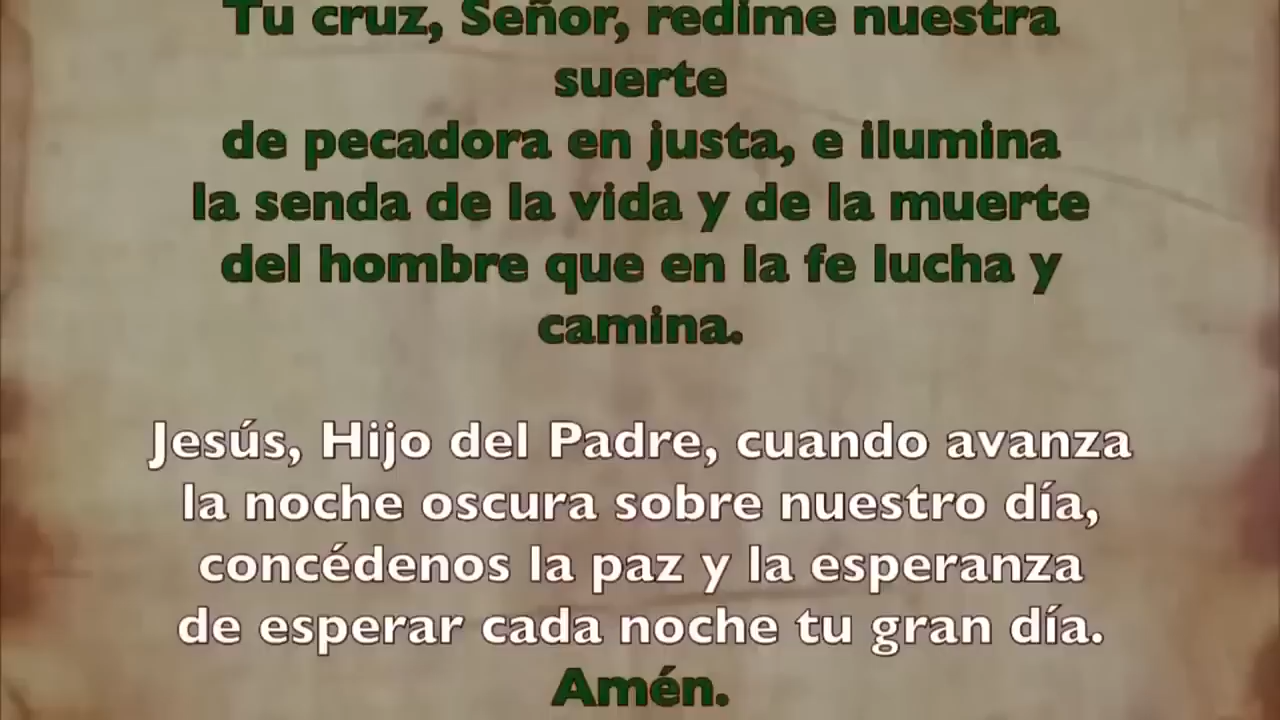 Tu cruz, Señor, redime nuestra
suerte
de pecadora en justa, e ilumina
la senda de la vida y de la muerte
del hombre que en la fe lucha y
camina.
Jesús, Hijo del Padre, cuando avanza
la noche oscura sobre nuestro día,
concédenos la paz y la esperanza
de esperar cada noche tu gran día.
Amén.